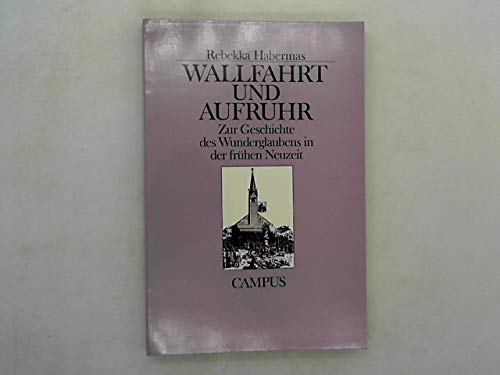 Rebekka Habermas
WALLFAHRT
UND
AUFRUHR
Zur Geschichte
des Wunderglaubens in
der frühen Neuzeit
CAMPUS